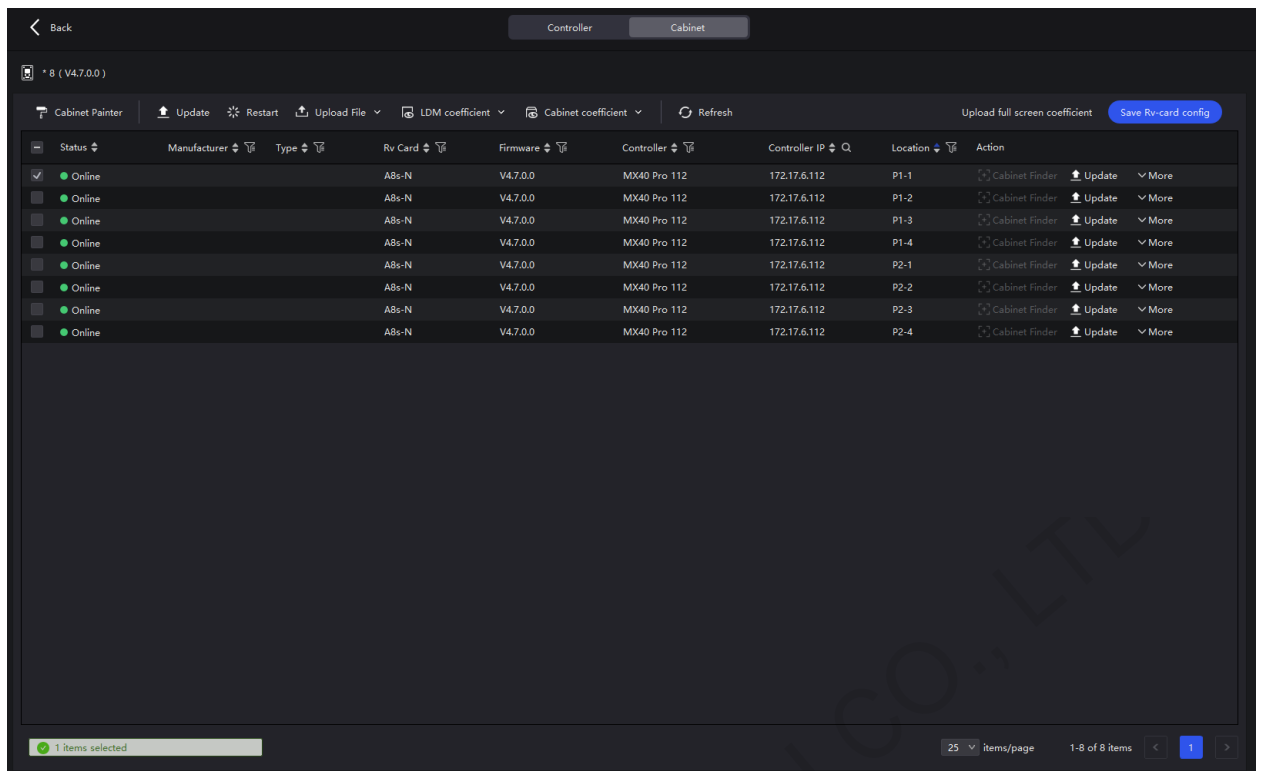 Back Controller Cabinet
* 8 ( V4.7.0.0 )
Cabinet Painter Update Restart Upload File LDM coefficient Cabinet coefficient Refresh Upload full screen coefficient Save Rv-card config
Status Manufacturer Type Rv Card Firmware Controller Controller IP Location Action
Online A8s-N V4.7.0.0 MX40 Pro 112 172.17.6.112 P1-1 [+] Cabinet Finder Update More
Online A8s-N V4.7.0.0 MX40 Pro 112 172.17.6.112 P1-2 [+] Cabinet Finder Update More
Online A8s-N V4.7.0.0 MX40 Pro 112 172.17.6.112 P1-3 [+] Cabinet Finder Update More
Online A8s-N V4.7.0.0 MX40 Pro 112 172.17.6.112 P1-4 [+] Cabinet Finder Update More
Online A8s-N V4.7.0.0 MX40 Pro 112 172.17.6.112 P2-1 [+] Cabinet Finder Update More
Online A8s-N V4.7.0.0 MX40 Pro 112 172.17.6.112 P2-2 [+] Cabinet Finder Update More
Online A8s-N V4.7.0.0 MX40 Pro 112 172.17.6.112 P2-3 [+] Cabinet Finder Update More
Online A8s-N V4.7.0.0 MX40 Pro 112 172.17.6.112 P2-4 [+] Cabinet Finder Update More
CO., LTD
1 items selected 25 items/page 1-8 of 8 items < 1 >